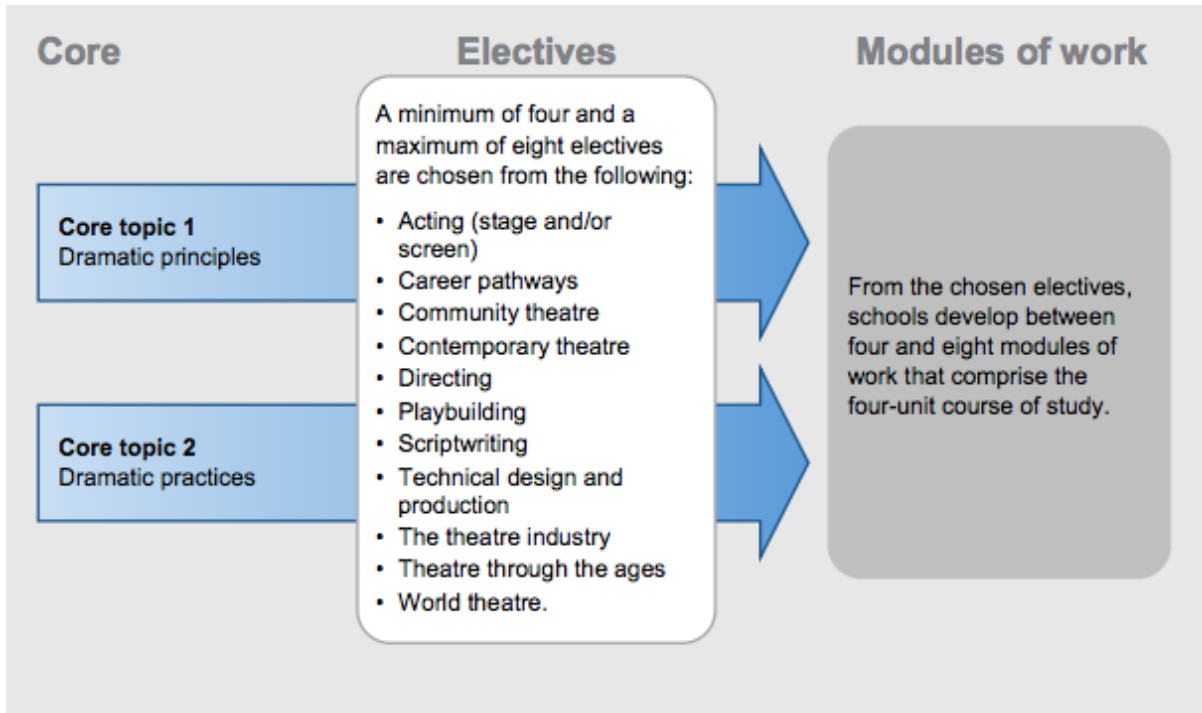 Core
Electives
Modules of work
Core topic 1
Dramatic principles
Core topic 2
Dramatic practices
A minimum of four and a
maximum of eight electives
are chosen from the following:
• Acting (stage and/or
screen)
• Career pathways
• Community theatre
• Contemporary theatre
• Directing
• Playbuilding
• Scriptwriting
• Technical design and
production
• The theatre industry
• Theatre through the ages
• World theatre.
From the chosen electives,
schools develop between
four and eight modules of
work that comprise the
four-unit course of study.